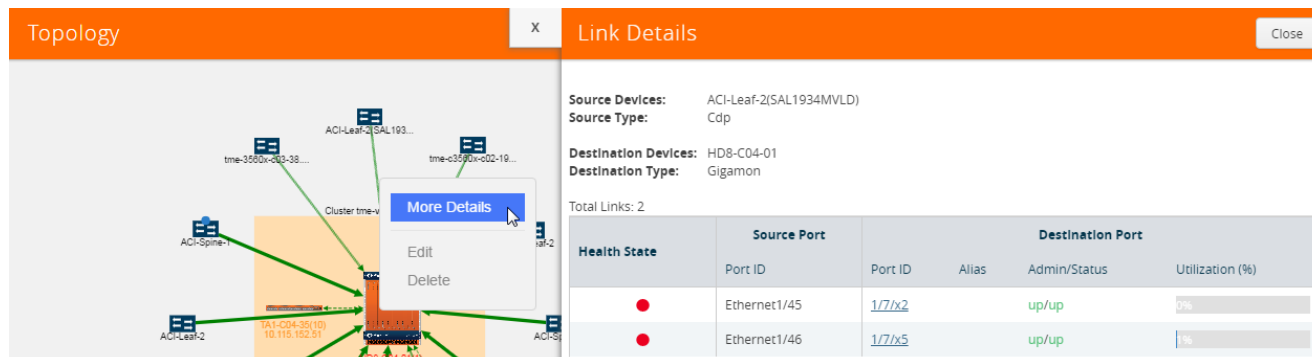 Topology
X
ACI-Leaf-2(SAL193...
tme-3560x-c03-38....
tme-c3560x-c02-19...
Cluster tme-v
More Details
ACI-Spine-1
af-2
Edit
Delete
TA1-C04-35(10)
10.115.152.51
ACI-Leaf-2
ACI-Sp
Link Details
Close
Source Devices: ACI-Leaf-2(SAL1934MVLD)
Source Type: Cdp
Destination Devices: HD8-C04-01
Destination Type: Gigamon
Total Links: 2
Health State Source Port Destination Port
Port ID Port ID Alias Admin/Status Utilization (%)
Ethernet1/45 1/7/x2 up/up 0%
Ethernet1/46 1/7/x5 up/up 1%